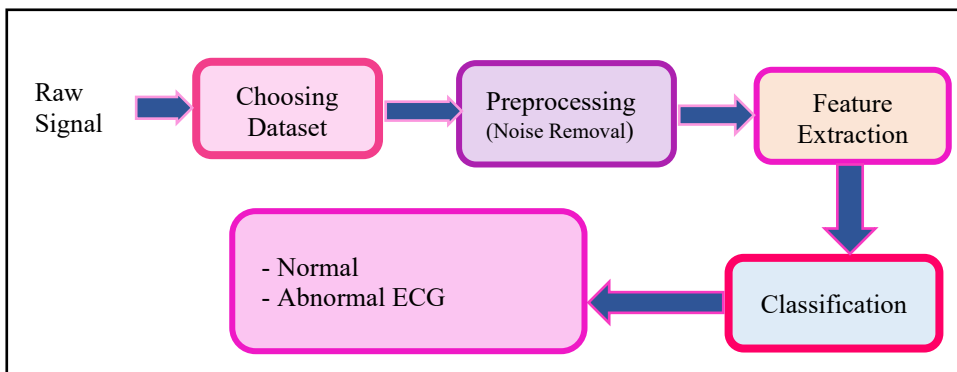 Raw
Signal
Choosing
Dataset
Preprocessing
(Noise Removal)
Feature
Extraction
Classification
- Normal
- Abnormal ECG